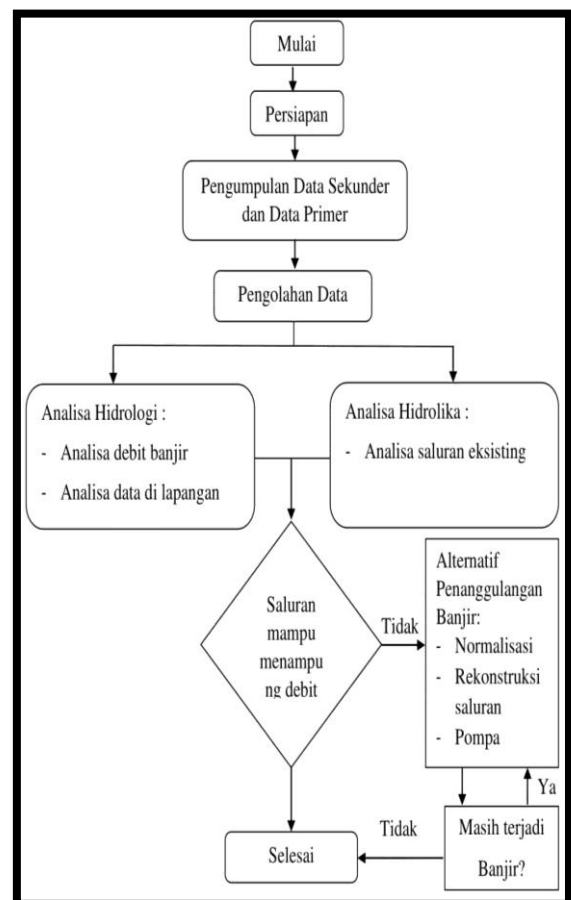 Mulai
Persiapan
Pengumpulan Data Sekunder
dan Data Primer
Pengolahan Data
Analisa Hidrologi :
- Analisa debit banjir
- Analisa data di lapangan
Analisa Hidrolika :
- Analisa saluran eksisting
Saluran
mampu
menampu
ng debit
Tidak
Alternatif
Penanggulangan
Banjir:
- Normalisasi
- Rekonstruksi
saluran
- Pompa
Ya
Masih terjadi
Banjir?
Tidak
Selesai